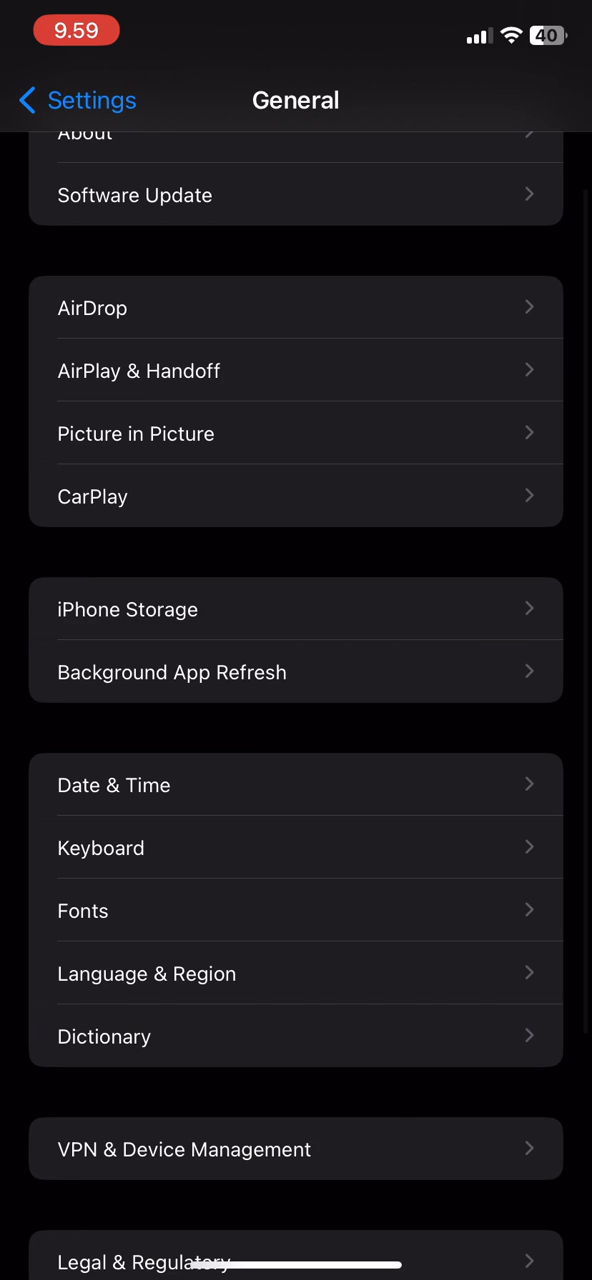 9.59
40
Settings
General
About
Software Update
AirDrop
AirPlay & Handoff
Picture in Picture
CarPlay
iPhone Storage
Background App Refresh
Date & Time
Keyboard
Fonts
Language & Region
Dictionary
VPN & Device Management
Legal & Regulatory